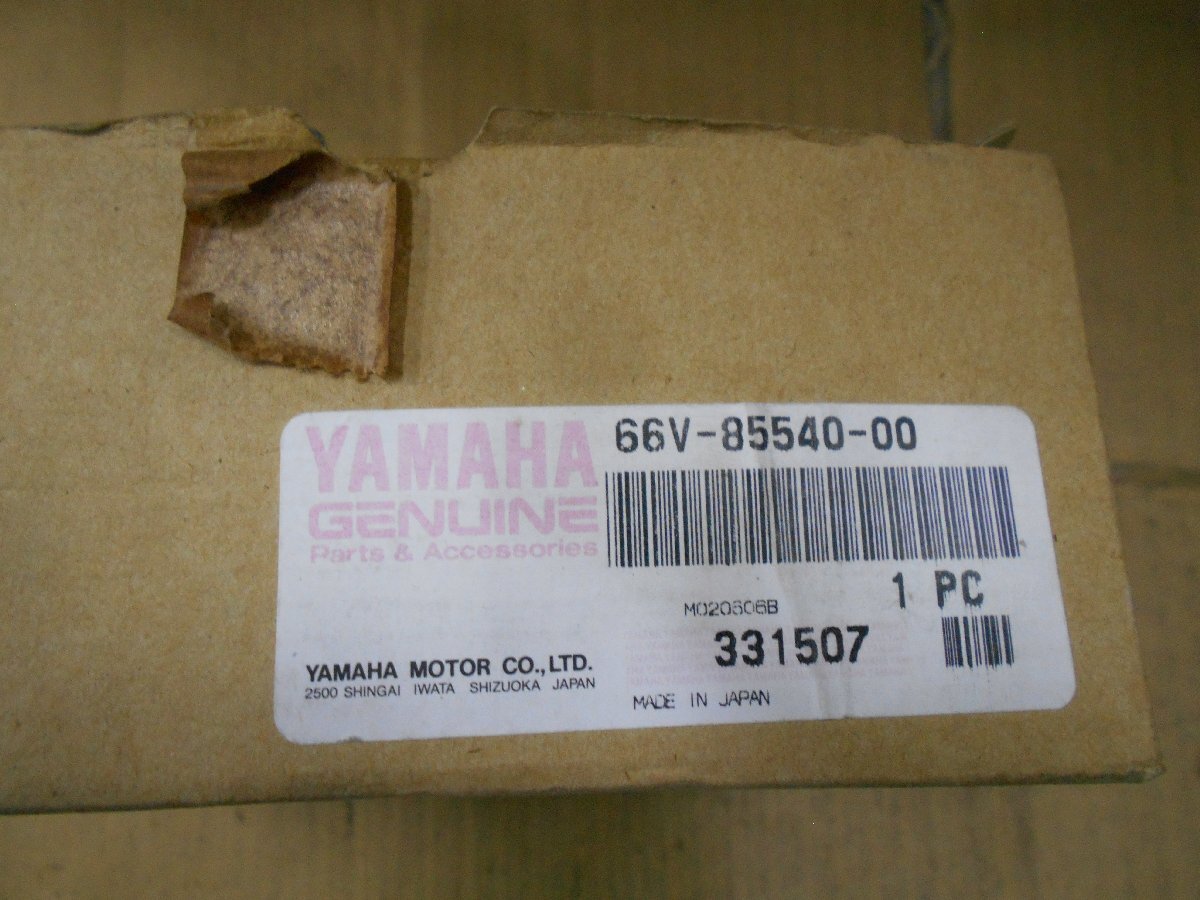 YAMAHA
GENUINE
Parts & Accessories
66V-85540-00
1 PC
M020606B
331507
YAMAHA MOTOR CO.,LTD.
2500 SHINGAI IWATA SHIZUOKA JAPAN
MADE IN JAPAN